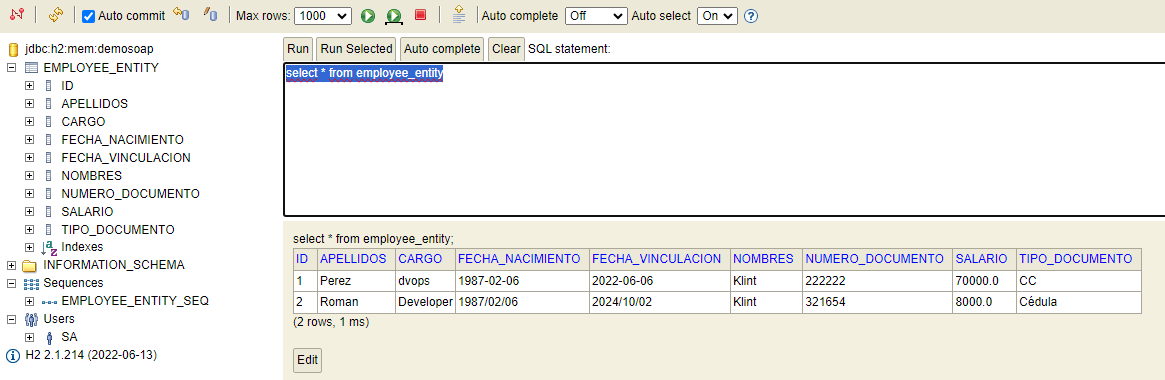 Auto commit Max rows: 1000 Auto complete Off Auto select On
jdbc:h2:mem:demosoap
EMPLOYEE_ENTITY
ID
APELLIDOS
CARGO
FECHA_NACIMIENTO
FECHA_VINCULACION
NOMBRES
NUMERO_DOCUMENTO
SALARIO
TIPO_DOCUMENTO
Indexes
INFORMATION_SCHEMA
Sequences
EMPLOYEE_ENTITY_SEQ
Users
SA
H2 2.1.214 (2022-06-13)
Run Run Selected Auto complete Clear SQL statement:
select * from employee_entity
select * from employee_entity;
ID APELLIDOS CARGO FECHA_NACIMIENTO FECHA_VINCULACION NOMBRES NUMERO_DOCUMENTO SALARIO TIPO_DOCUMENTO
1 Perez dvops 1987-02-06 2022-06-06 Klint 222222 70000.0 CC
2 Roman Developer 1987/02/06 2024/10/02 Klint 321654 8000.0 Cédula
(2 rows, 1 ms)
Edit